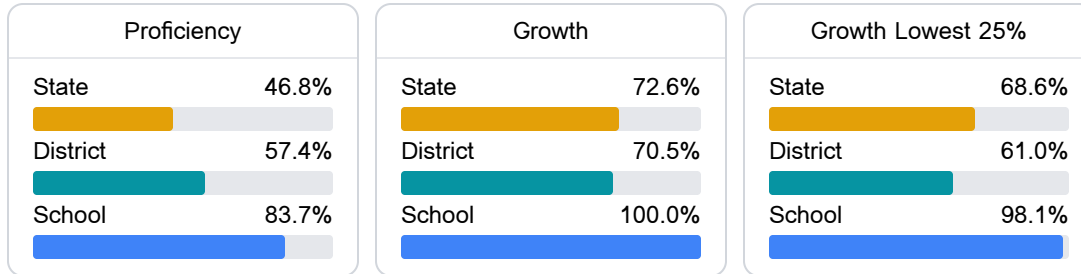 Proficiency
State 46.8%
District 57.4%
School 83.7%
Growth
State 72.6%
District 70.5%
School 100.0%
Growth Lowest 25%
State 68.6%
District 61.0%
School 98.1%